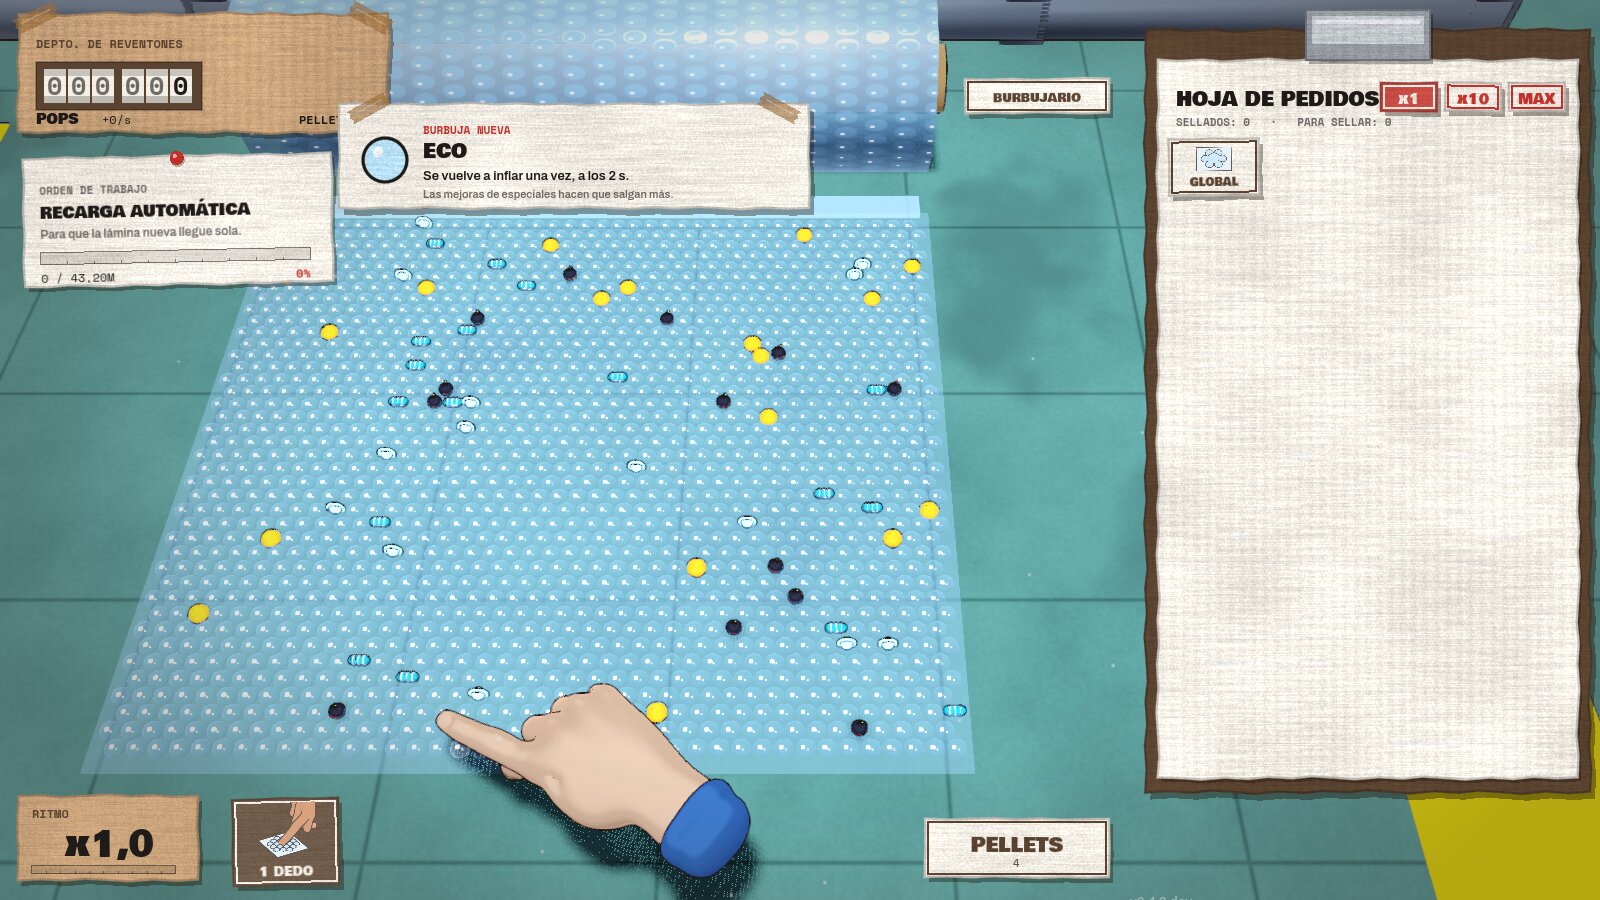 DEPTO. DE REVENTONES
000 000
POPS +0/s
BURBUJA NUEVA
ECO
Se vuelve a inflar una vez, a los 2 s.
Las mejoras de especiales hacen que salgan más.
ORDEN DE TRABAJO
RECARGA AUTOMÁTICA
Para que la lámina nueva llegue sola.
0 / 43.20M 0%
BURBUJARIO
HOJA DE PEDIDOS x1 x10 MAX
SELLADOS: 0 · PARA SELLAR: 0
GLOBAL
RITMO
x1,0
1 DEDO
PELLETS
4